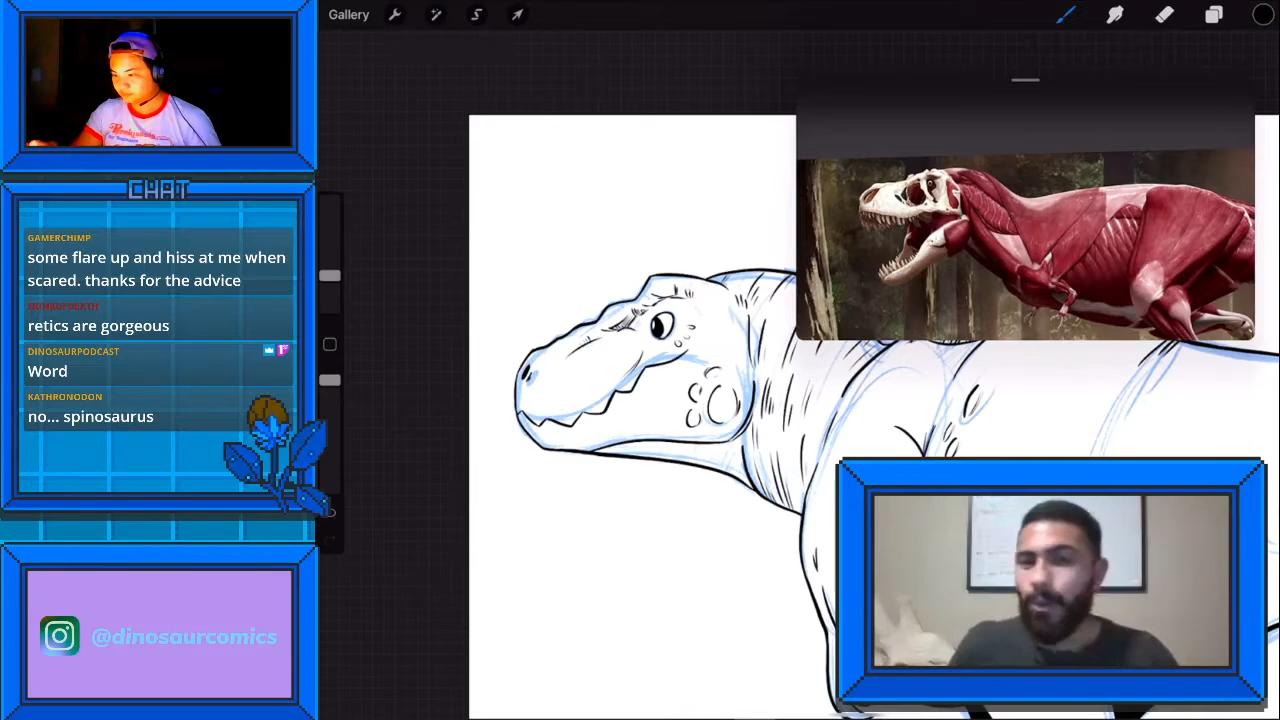 Gallery
CHAT
GAMERCHIMP
some flare up and hiss at me when
scared. thanks for the advice
retics are gorgeous
DINOSAURPODCAST
Word
KATHRONODON
no... spinosaurus
@dinosaurcomics